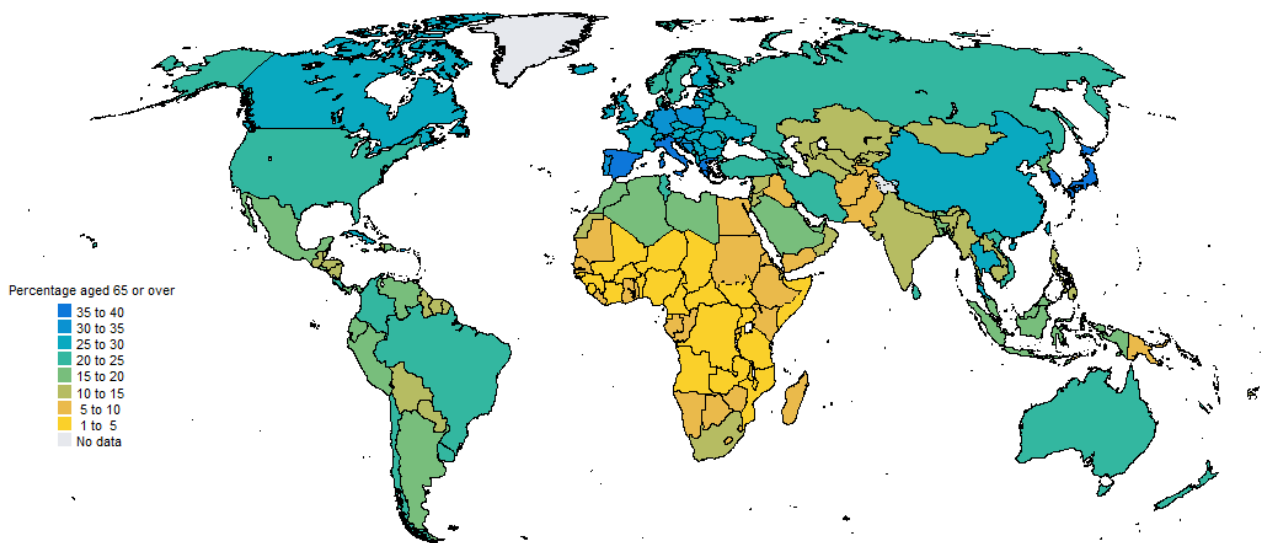 Percentage aged 65 or over
35 to 40
30 to 35
25 to 30
20 to 25
15 to 20
10 to 15
5 to 10
1 to 5
No data